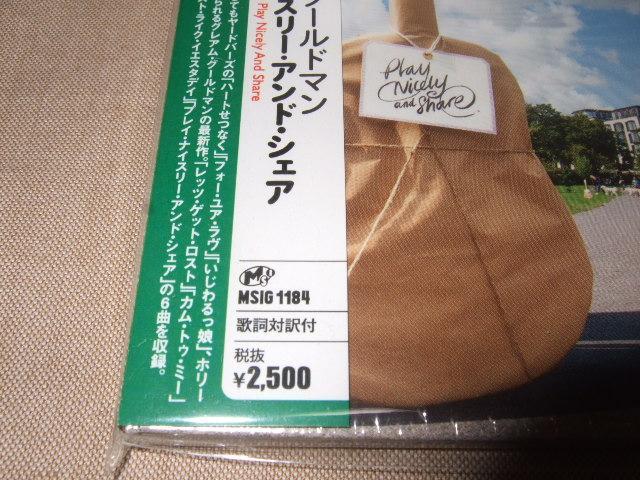 ールドマン
スリー・アンド・シェア
Play Nicely And Share
てもヤードバーズの『ハートせつなく』『フォー・ユア・ラヴ』『いじわるっ娘』、ホリー
られるグレアム・グールドマンの最新作。『レッツ・ゲット・ロスト』『カム・トゥ・ミー』
スト・ライク・イエスタデイ』『プレイ・ナイスリー・アンド・シェア』の6曲を収録。
MSIG 1184
歌詞対訳付
税抜
¥2,500
Play
Nicely
and Share